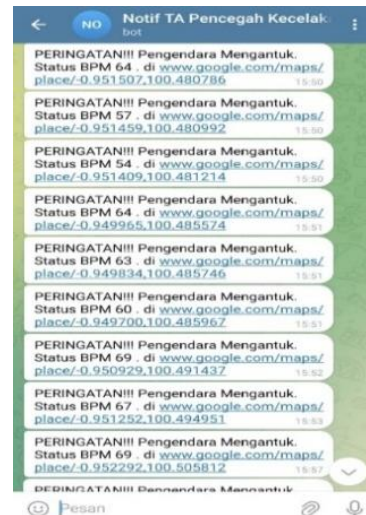 NO
Notif TA Pencegah Kecelak
bot
PERINGATAN!!! Pengendara Mengantuk.
Status BPM 64 . di www.google.com/maps/
place/-0.951507,100.480786
15:50
PERINGATAN!!! Pengendara Mengantuk.
Status BPM 57 . di www.google.com/maps/
place/-0.951459,100.480992
15:50
PERINGATAN!!! Pengendara Mengantuk.
Status BPM 54 . di www.google.com/maps/
place/-0.951409,100.481214
15:50
PERINGATAN!!! Pengendara Mengantuk.
Status BPM 64 . di www.google.com/maps/
place/-0.949965,100.485574
15:51
PERINGATAN!!! Pengendara Mengantuk.
Status BPM 63 . di www.google.com/maps/
place/-0.949834,100.485746
15:51
PERINGATAN!!! Pengendara Mengantuk.
Status BPM 60 . di www.google.com/maps/
place/-0.949700,100.485967
15:51
PERINGATAN!!! Pengendara Mengantuk.
Status BPM 69 . di www.google.com/maps/
place/-0.950929,100.491437
15:52
PERINGATAN!!! Pengendara Mengantuk.
Status BPM 67 . di www.google.com/maps/
place/-0.951252,100.494951
15:53
PERINGATAN!!! Pengendara Mengantuk.
Status BPM 69 . di www.google.com/maps/
place/-0.952292,100.505812
15:57
PERINGATAN!!! Pengendara Mengantuk.
Pesan